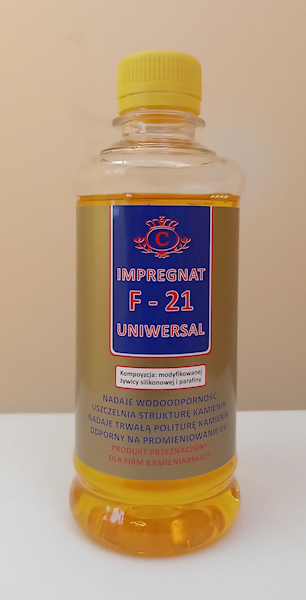 C
IMPREGNAT
F - 21
UNIWERSAL
Kompoyzcja: modyfikowanej
żywicy silikonowej i parafiny
NADAJE WODOODPORNOŚĆ
USZCZELNIA STRUKTURĘ KAMIENIA
NADAJE TRWAŁĄ POLITURĘ KAMIENIA
ODPORNY NA PROMIENIOWANIE UV
PRODUKT PRZEZNACZONY
DLA FIRM KAMIENIARSKICH